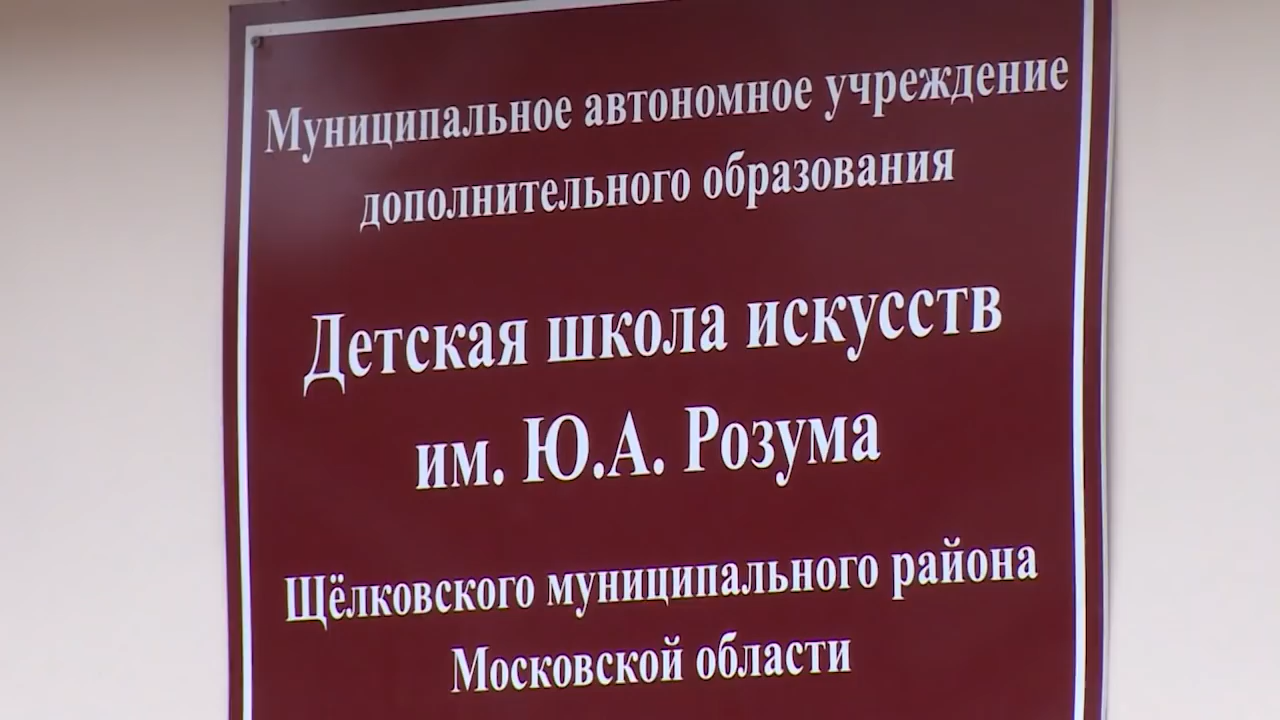 Муниципальное автономное учреждение
дополнительного образования
Детская школа искусств
им. Ю.А. Розума
Щёлковского муниципального района
Московской области